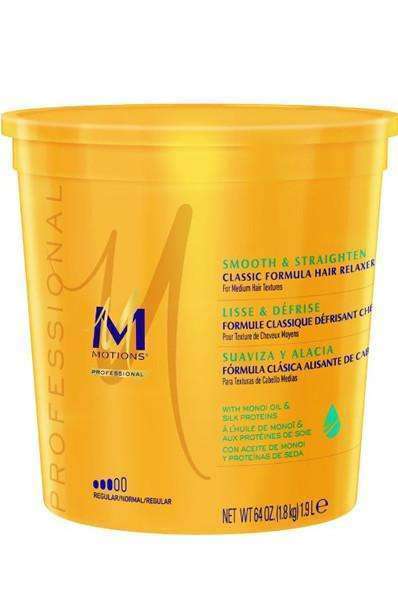 PROFESSIONAL
M
MOTIONS®
PROFESSIONAL
REGULAR/NORMAL/REGULAR
SMOOTH & STRAIGHTEN
CLASSIC FORMULA HAIR RELAXER
For Medium Hair Textures
LISSE & DÉFRISE
FORMULE CLASSIQUE DÉFRISANT
Pour Texture de Cheveux Moyens
SUAVIZA Y ALACIA
FÓRMULA CLÁSICA ALISANTE DE
Para Texturas de Cabello Medias
WITH MONOI OIL &
SILK PROTEINS
À L'HUILE DE MONOÏ &
AUX PROTÉINES DE SOIE
CON ACEITE DE MONOI
Y PROTEÍNAS DE SEDA
NET WT 64 OZ. (1.8 kg) 1.9 L e